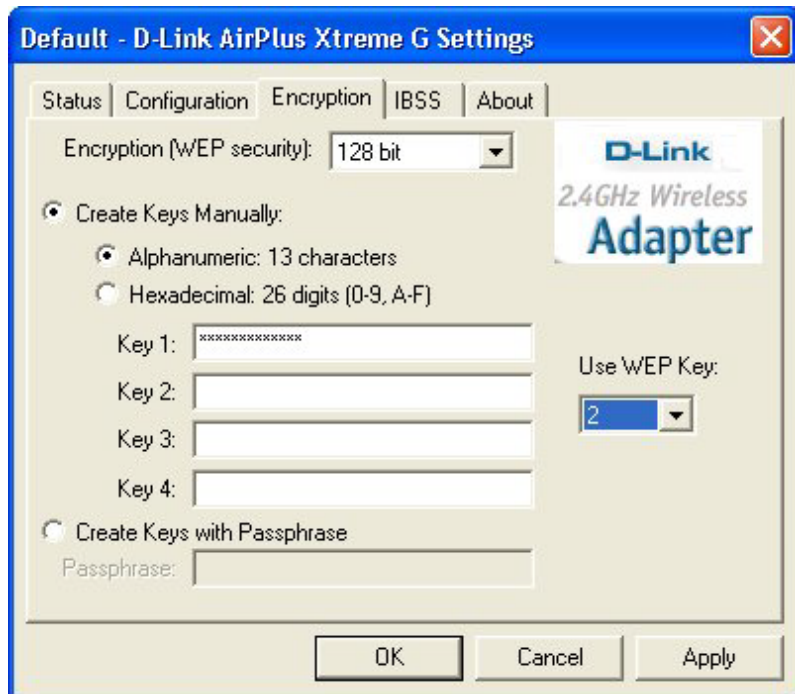 Default - D-Link AirPlus Xtreme G Settings
Status Configuration Encryption IBSS About
Encryption (WEP security): 128 bit
D-Link
2.4GHz Wireless
Adapter
Create Keys Manually:
Alphanumeric: 13 characters
Hexadecimal: 26 digits (0-9, A-F)
Key 1: *************
Use WEP Key:
Key 2:
2
Key 3:
Key 4:
Create Keys with Passphrase
Passphrase:
OK Cancel Apply